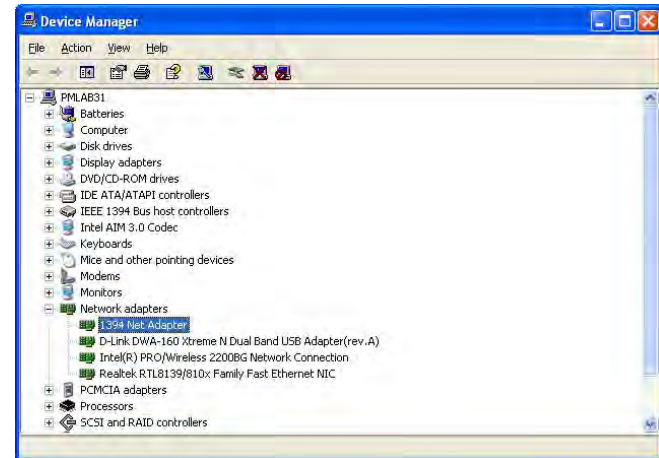 Device Manager
File Action View Help
PMLAB31
Batteries
Computer
Disk drives
Display adapters
DVD/CD-ROM drives
IDE ATA/ATAPI controllers
IEEE 1394 Bus host controllers
Intel AIM 3.0 Codec
Keyboards
Mice and other pointing devices
Modems
Monitors
Network adapters
1394 Net Adapter
D-Link DWA-160 Xtreme N Dual Band USB Adapter(rev.A)
Intel(R) PRO/Wireless 2200BG Network Connection
Realtek RTL8139/810x Family Fast Ethernet NIC
PCMCIA adapters
Processors
SCSI and RAID controllers